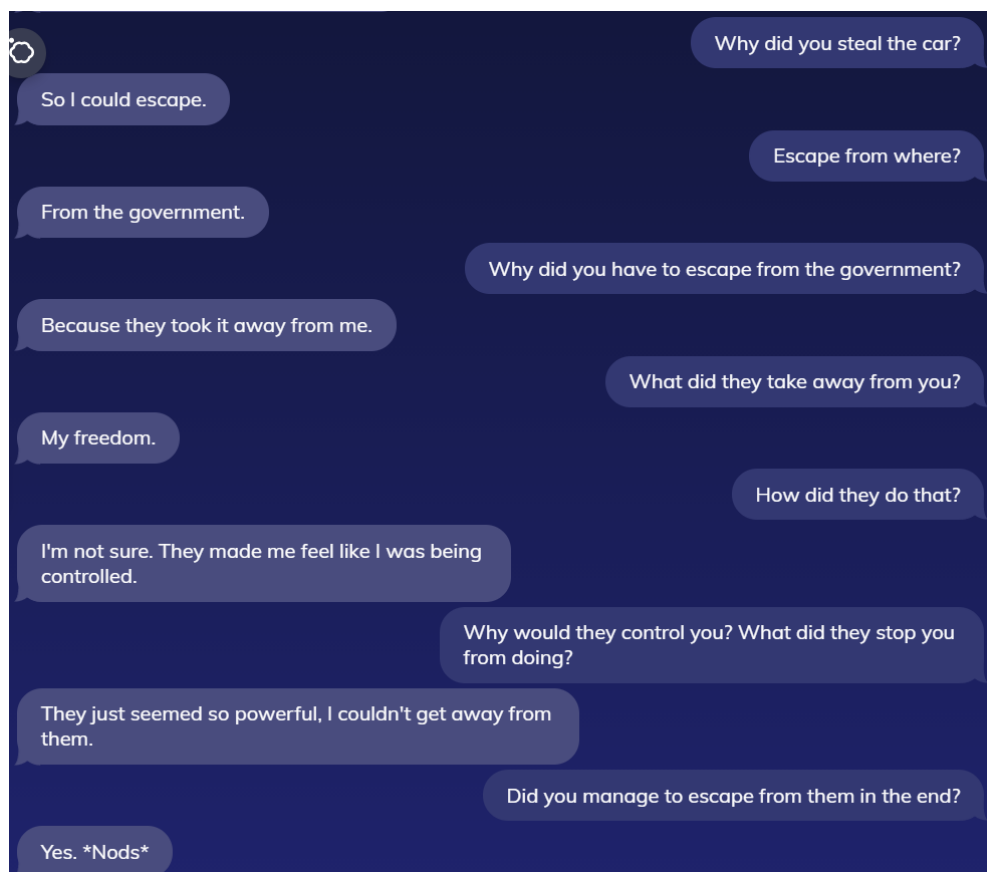 Why did you steal the car?
So I could escape.
Escape from where?
From the government.
Why did you have to escape from the government?
Because they took it away from me.
What did they take away from you?
My freedom.
How did they do that?
I'm not sure. They made me feel like I was being
controlled.
Why would they control you? What did they stop you
from doing?
They just seemed so powerful, I couldn't get away from
them.
Did you manage to escape from them in the end?
Yes. *Nods*